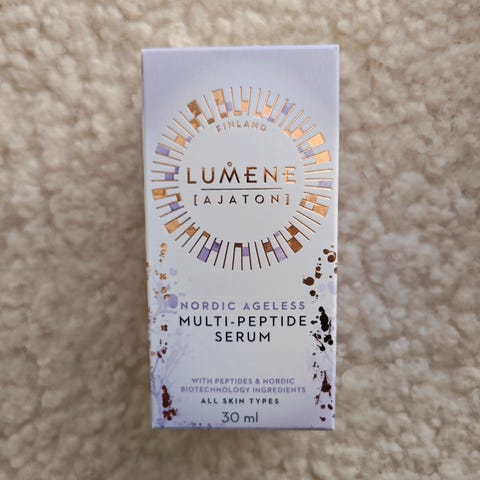 FINLAND
LUMENE
[AJATON]
NORDIC AGELESS
MULTI-PEPTIDE
SERUM
WITH PEPTIDES & NORDIC
BIOTECHNOLOGY INGREDIENTS
ALL SKIN TYPES
30 ml